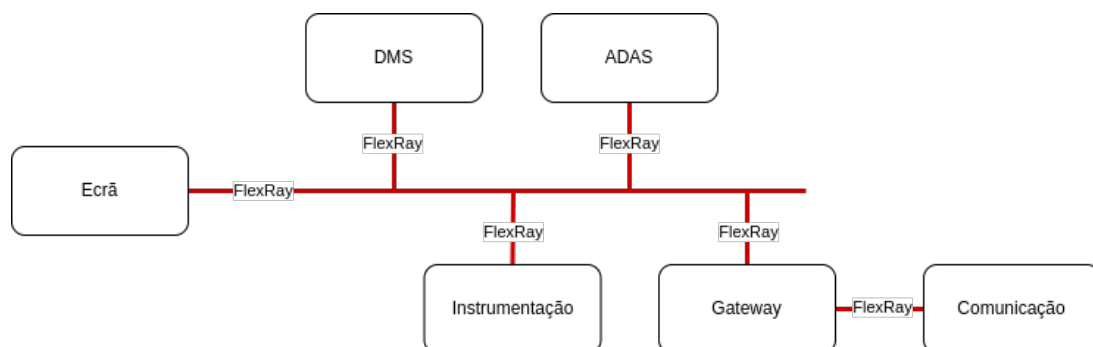 DMS
ADAS
FlexRay
FlexRay
Ecrã
FlexRay
FlexRay
FlexRay
Instrumentação
Gateway
FlexRay
Comunicação